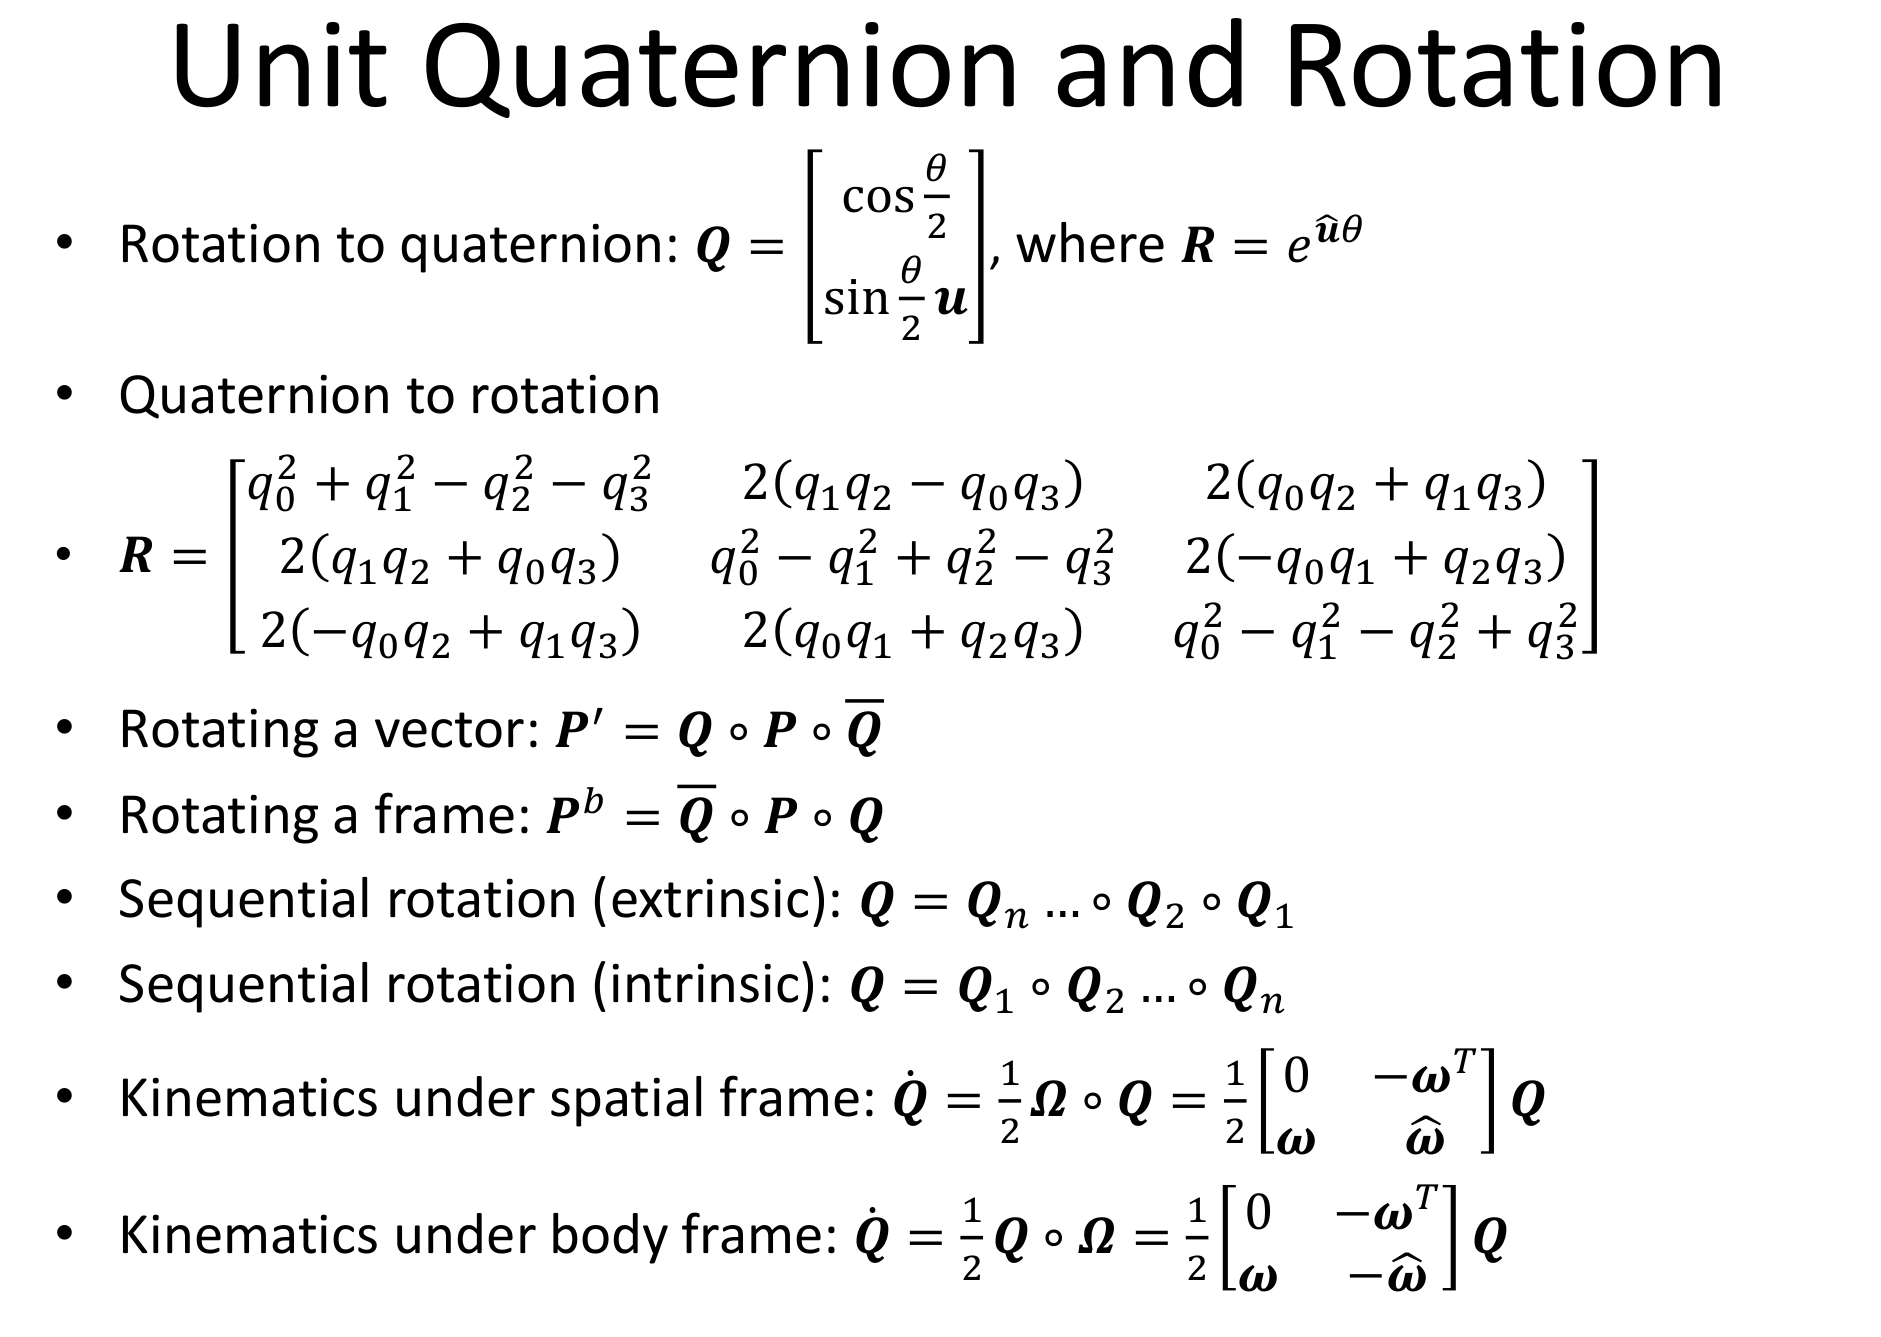 Unit Quaternion and Rotation
• Rotation to quaternion: $\boldsymbol{Q} = \begin{bmatrix} \cos\frac{\theta}{2} \\ \sin\frac{\theta}{2}\boldsymbol{u} \end{bmatrix}$, where $\boldsymbol{R} = e^{\hat{\boldsymbol{u}}\theta}$
• Quaternion to rotation
• $\boldsymbol{R} = \begin{bmatrix} q_0^2 + q_1^2 - q_2^2 - q_3^2 & 2(q_1q_2 - q_0q_3) & 2(q_0q_2 + q_1q_3) \\ 2(q_1q_2 + q_0q_3) & q_0^2 - q_1^2 + q_2^2 - q_3^2 & 2(-q_0q_1 + q_2q_3) \\ 2(-q_0q_2 + q_1q_3) & 2(q_0q_1 + q_2q_3) & q_0^2 - q_1^2 - q_2^2 + q_3^2 \end{bmatrix}$
• Rotating a vector: $\boldsymbol{P}' = \boldsymbol{Q} \circ \boldsymbol{P} \circ \overline{\boldsymbol{Q}}$
• Rotating a frame: $\boldsymbol{P}^b = \overline{\boldsymbol{Q}} \circ \boldsymbol{P} \circ \boldsymbol{Q}$
• Sequential rotation (extrinsic): $\boldsymbol{Q} = \boldsymbol{Q}_n \ldots \circ \boldsymbol{Q}_2 \circ \boldsymbol{Q}_1$
• Sequential rotation (intrinsic): $\boldsymbol{Q} = \boldsymbol{Q}_1 \circ \boldsymbol{Q}_2 \ldots \circ \boldsymbol{Q}_n$
• Kinematics under spatial frame: $\dot{\boldsymbol{Q}} = \frac{1}{2}\boldsymbol{\Omega} \circ \boldsymbol{Q} = \frac{1}{2}\begin{bmatrix} 0 & -\boldsymbol{\omega}^T \\ \boldsymbol{\omega} & \hat{\boldsymbol{\omega}} \end{bmatrix}\boldsymbol{Q}$
• Kinematics under body frame: $\dot{\boldsymbol{Q}} = \frac{1}{2}\boldsymbol{Q} \circ \boldsymbol{\Omega} = \frac{1}{2}\begin{bmatrix} 0 & -\boldsymbol{\omega}^T \\ \boldsymbol{\omega} & -\hat{\boldsymbol{\omega}} \end{bmatrix}\boldsymbol{Q}$